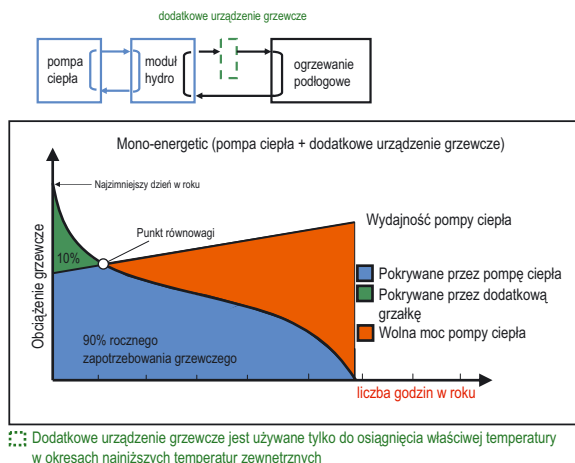 dodatkowe urządzenie grzewcze
pompa
ciepła
moduł
hydro
ogrzewanie
podłogowe
Mono-energetic (pompa ciepła + dodatkowe urządzenie grzewcze)
Najzimniejszy dzień w roku
Wydajność pompy ciepła
Punkt równowagi
10%
Obciążenie grzewcze
Pokrywane przez pompę ciepła
Pokrywane przez dodatkową
grzałkę
Wolna moc pompy ciepła
90% rocznego
zapotrzebowania grzewczego
liczba godzin w roku
Dodatkowe urządzenie grzewcze jest używane tylko do osiągnięcia właściwej temperatury
w okresach nainiższych temperatur zewnętrznych